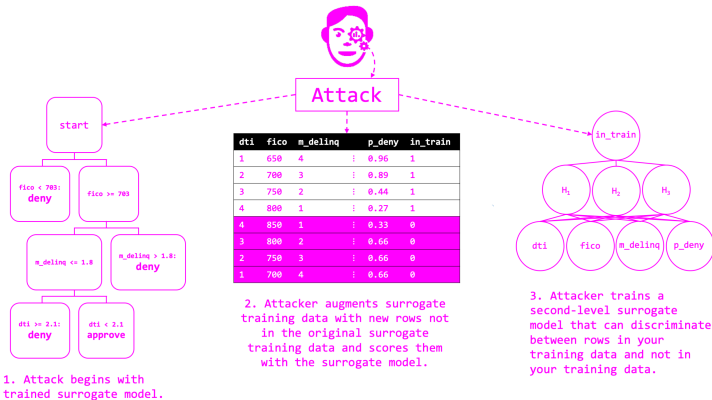 Attack
start
fico < 703:
deny
fico >= 703
m_delinq <= 1.8
m_delinq > 1.8:
deny
dti >= 2.1:
deny
dti < 2.1
approve
1. Attack begins with
trained surrogate model.
dti fico m_delinq p_deny in_train
1 650 4 ⋮ 0.96 1
2 700 3 ⋮ 0.89 1
3 750 2 ⋮ 0.44 1
4 800 1 ⋮ 0.27 1
4 850 1 ⋮ 0.33 0
3 800 2 ⋮ 0.66 0
2 750 3 ⋮ 0.66 0
1 700 4 ⋮ 0.66 0
2. Attacker augments surrogate
training data with new rows not
in the original surrogate
training data and scores them
with the surrogate model.
in_train
H₁ H₂ H₃
dti fico m_delinq p_deny
3. Attacker trains a
second-level surrogate
model that can discriminate
between rows in your
training data and not in
your training data.